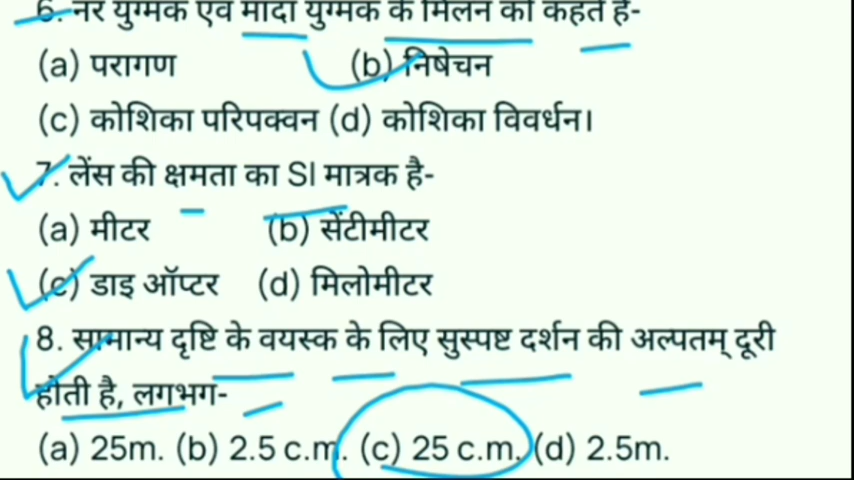 6. नर युग्मक एवं मादा युग्मक के मिलन को कहते है-
(a) परागण (b) निषेचन
(c) कोशिका परिपक्वन (d) कोशिका विवर्धन।
7. लेंस की क्षमता का SI मात्रक है-
(a) मीटर (b) सेंटीमीटर
(c) डाइ ऑप्टर (d) मिलोमीटर
8. सामान्य दृष्टि के वयस्क के लिए सुस्पष्ट दर्शन की अल्पतम् दूरी
होती है, लगभग-
(a) 25m. (b) 2.5 c.m. (c) 25 c.m. (d) 2.5m.